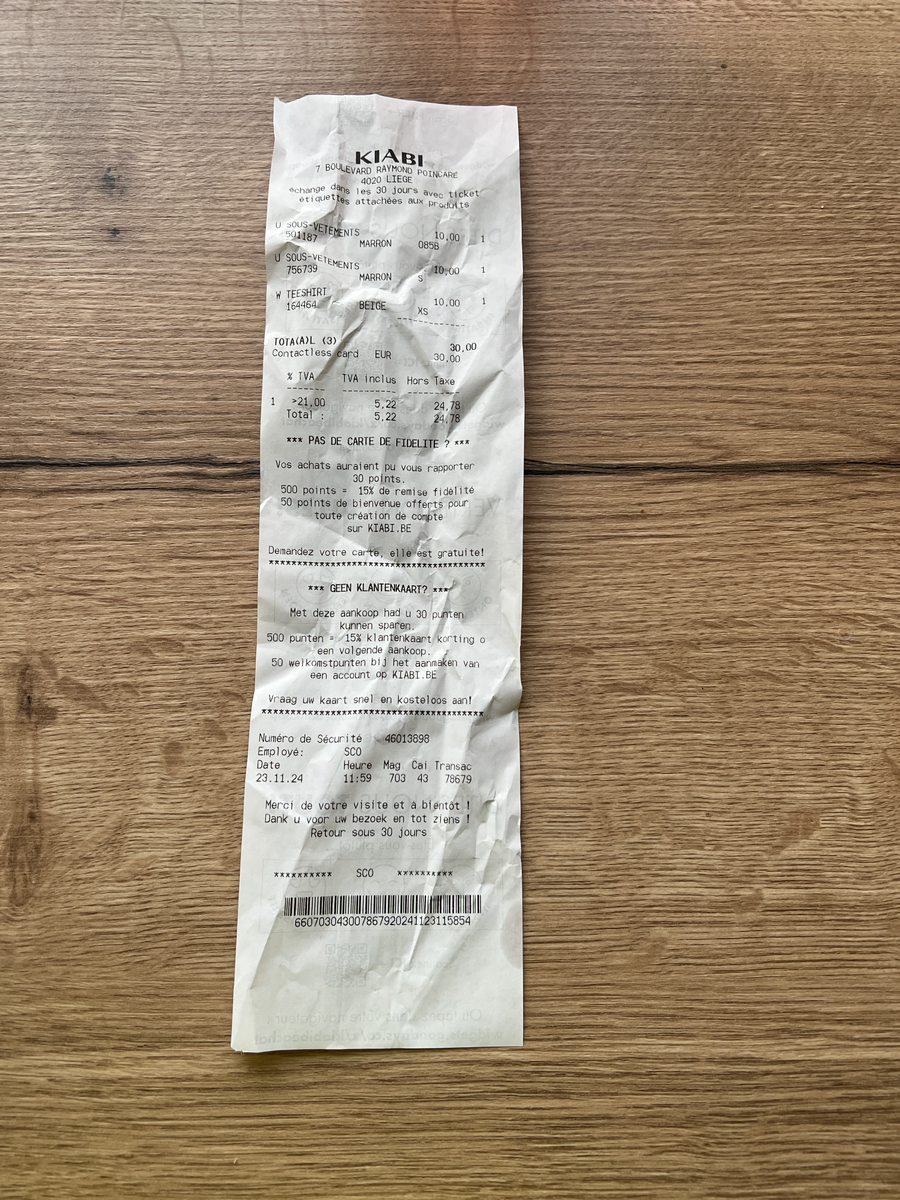 KIABI
7 BOULEVARD RAYMOND POINCARE
4020 LIEGE
échange dans les 30 jours avec ticket
étiquettes attachées aux produits
U SOUS-VETEMENTS 10,00 1
501187 MARRON 085B
U SOUS-VETEMENTS 10,00 1
756739 MARRON S
W TEESHIRT 10,00 1
164464 BEIGE XS
--------------
TOTA(A)L (3) 30,00
Contactless card EUR 30,00
% TVA TVA inclus Hors Taxe
------- ---------- ----------
1 >21,00 5,22 24,78
Total : 5,22 24,78
*** PAS DE CARTE DE FIDELITE ? ***
Vos achats auraient pu vous rapporter
30 points.
500 points = 15% de remise fidélité
50 points de bienvenue offerts pour
toute création de compte
sur KIABI.BE
Demandez votre carte, elle est gratuite!
****************************************
*** GEEN KLANTENKAART? ***
Met deze aankoop had u 30 punten
kunnen sparen.
500 punten = 15% klantenkaart korting o
een volgende aankoop.
50 welkomstpunten bij het aanmaken van
een account op KIABI.BE
Vraag uw kaart snel en kosteloos aan!
****************************************
Numéro de Sécurité : 46013898
Employé: SCO
Date Heure Mag Cai Transac
23.11.24 11:59 703 43 78679
Merci de votre visite et à bientôt !
Dank u voor uw bezoek en tot ziens !
Retour sous 30 jours
********** SCO **********
660703043007867920241123115854